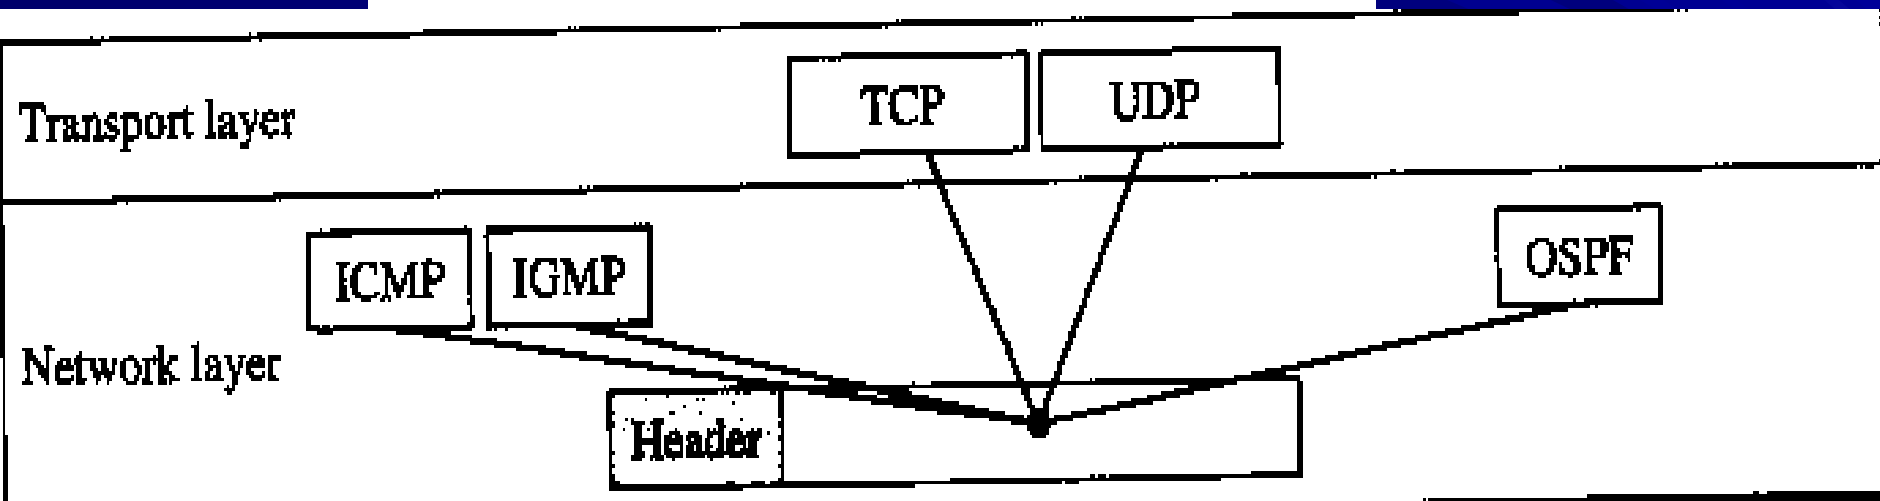 Transport layer
TCP
UDP
ICMP
IGMP
OSPF
Network layer
Header